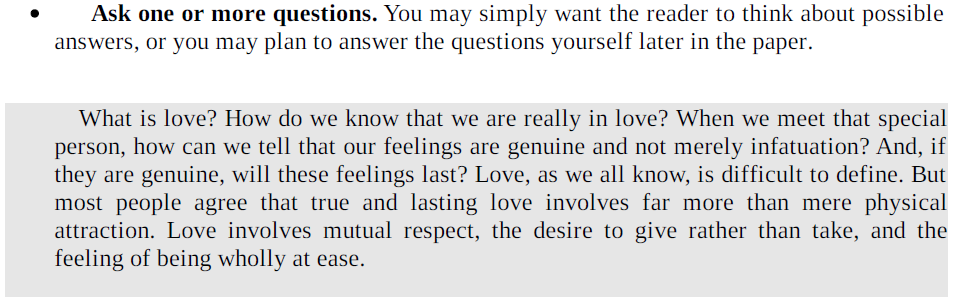 • Ask one or more questions. You may simply want the reader to think about possible
answers, or you may plan to answer the questions yourself later in the paper.
What is love? How do we know that we are really in love? When we meet that special
person, how can we tell that our feelings are genuine and not merely infatuation? And, if
they are genuine, will these feelings last? Love, as we all know, is difficult to define. But
most people agree that true and lasting love involves far more than mere physical
attraction. Love involves mutual respect, the desire to give rather than take, and the
feeling of being wholly at ease.